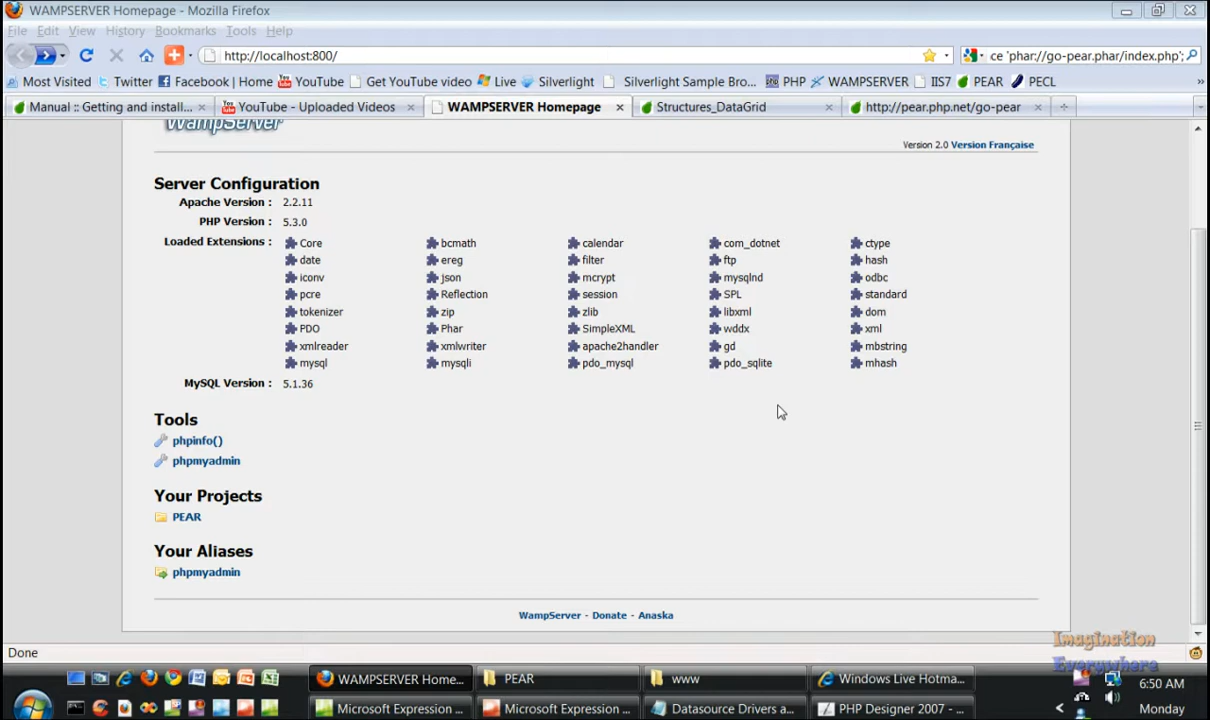 WAMPSERVER Homepage - Mozilla Firefox
File Edit View History Bookmarks Tools Help
http://localhost:800/ ce 'phar://go-pear.phar/index.php';
Most Visited Twitter Facebook | Home YouTube Get YouTube video Live Silverlight Silverlight Sample Bro... PHP WAMPSERVER IIS7 PEAR PECL »
Manual :: Getting and install... YouTube - Uploaded Videos WAMPSERVER Homepage Structures_DataGrid http://pear.php.net/go-pear
WampServer
Version 2.0 Version Française
Server Configuration
Apache Version : 2.2.11
PHP Version : 5.3.0
Loaded Extensions :
Core bcmath calendar com_dotnet ctype
date ereg filter ftp hash
iconv json mcrypt mysqlnd odbc
pcre Reflection session SPL standard
tokenizer zip zlib libxml dom
PDO Phar SimpleXML wddx xml
xmlreader xmlwriter apache2handler gd mbstring
mysql mysqli pdo_mysql pdo_sqlite mhash
MySQL Version : 5.1.36
Tools
phpinfo()
phpmyadmin
Your Projects
PEAR
Your Aliases
phpmyadmin
WampServer - Donate - Anaska
Done
Imagination
Everywhere
WAMPSERVER Home... PEAR www Windows Live Hotma... 6:50 AM
Microsoft Expression ... Microsoft Expression ... Datasource Drivers a... PHP Designer 2007 - ... Monday